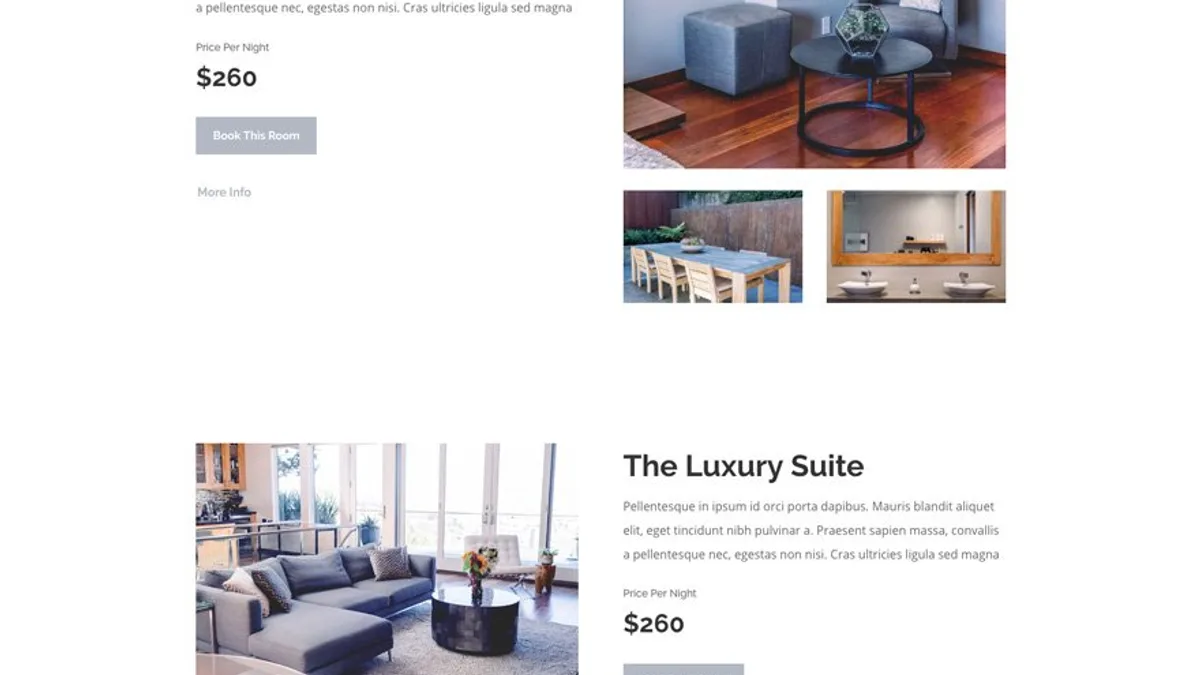 a pellentesque nec, egestas non nisi. Cras ultricies ligula sed magna
Price Per Night
$260
Book This Room
More Info
The Luxury Suite
Pellentesque in ipsum id orci porta dapibus. Mauris blandit aliquet
elit, eget tincidunt nibh pulvinar a. Praesent sapien massa, convallis
a pellentesque nec, egestas non nisi. Cras ultricies ligula sed magna
Price Per Night
$260